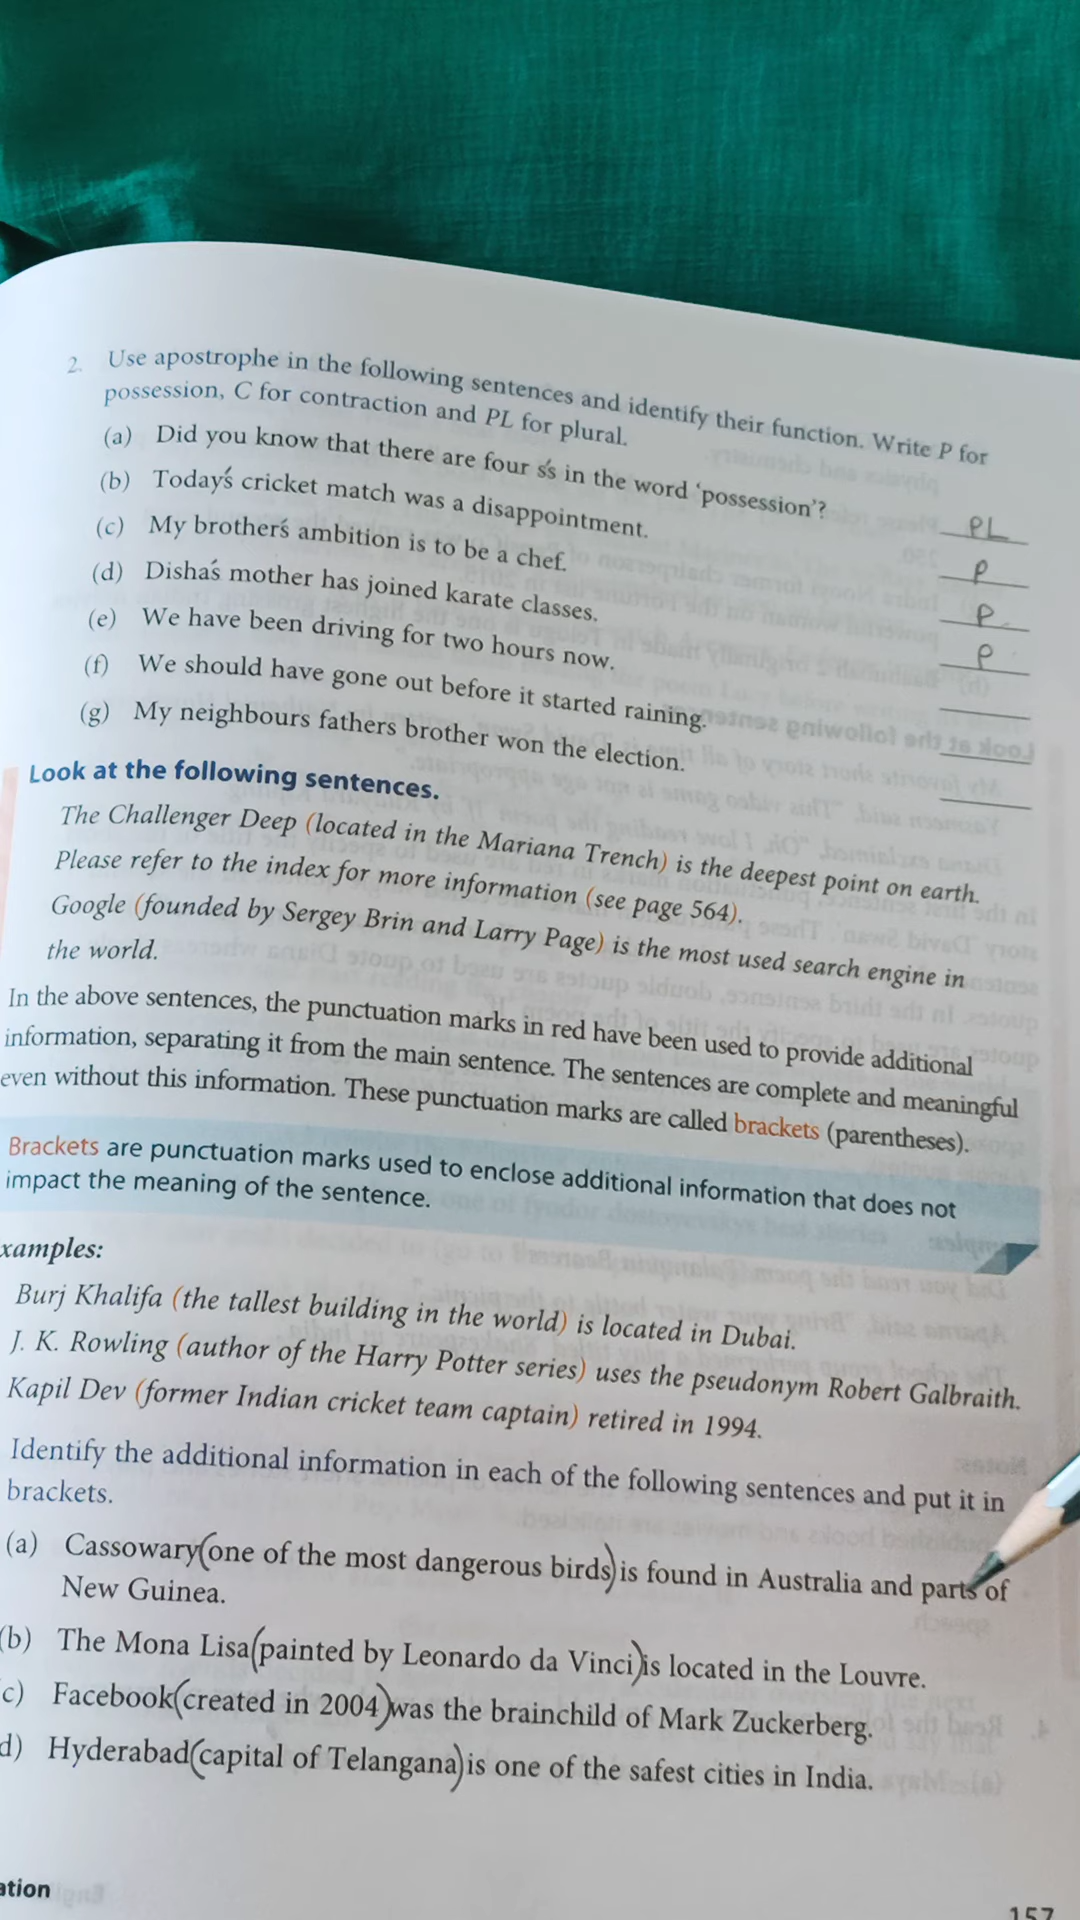 2. Use apostrophe in the following sentences and identify their function. Write P for
possession, C for contraction and PL for plural.
(a) Did you know that there are four s's in the word ‘possession’? PL
(b) Today's cricket match was a disappointment. P
(c) My brother's ambition is to be a chef. P
(d) Disha's mother has joined karate classes. P
(e) We have been driving for two hours now.
(f) We should have gone out before it started raining.
(g) My neighbours fathers brother won the election.
Look at the following sentences.
The Challenger Deep (located in the Mariana Trench) is the deepest point on earth.
Please refer to the index for more information (see page 564).
Google (founded by Sergey Brin and Larry Page) is the most used search engine in
the world.
In the above sentences, the punctuation marks in red have been used to provide additional
information, separating it from the main sentence. The sentences are complete and meaningful
even without this information. These punctuation marks are called brackets (parentheses).
Brackets are punctuation marks used to enclose additional information that does not
impact the meaning of the sentence.
xamples:
Burj Khalifa (the tallest building in the world) is located in Dubai.
J. K. Rowling (author of the Harry Potter series) uses the pseudonym Robert Galbraith.
Kapil Dev (former Indian cricket team captain) retired in 1994.
Identify the additional information in each of the following sentences and put it in
brackets.
(a) Cassowary (one of the most dangerous birds) is found in Australia and parts of
New Guinea.
(b) The Mona Lisa (painted by Leonardo da Vinci) is located in the Louvre.
c) Facebook (created in 2004) was the brainchild of Mark Zuckerberg.
d) Hyderabad (capital of Telangana) is one of the safest cities in India.
ation
157